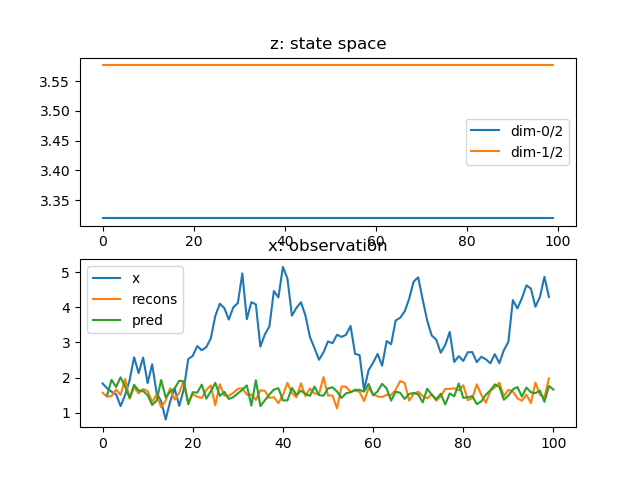 z: state space
3.55
3.50
3.45
3.40
3.35
dim-0/2
dim-1/2
0 20 40 60 80 100
x: observation
5
4
3
2
1
x
recons
pred
0 20 40 60 80 100